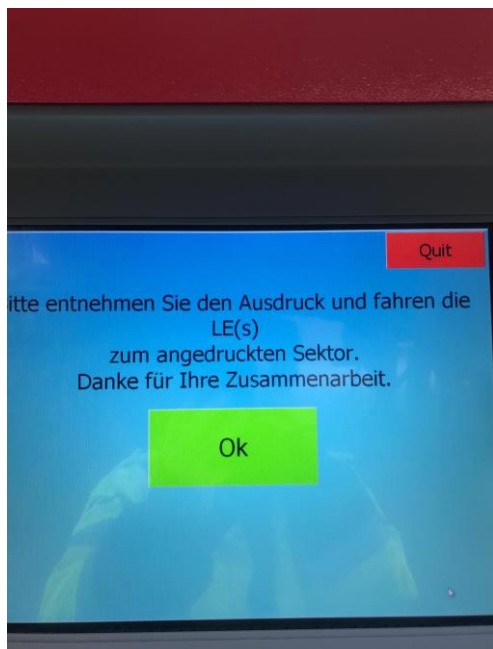 Quit
itte entnehmen Sie den Ausdruck und fahren die
LE(s)
zum angedruckten Sektor.
Danke für Ihre Zusammenarbeit.
Ok